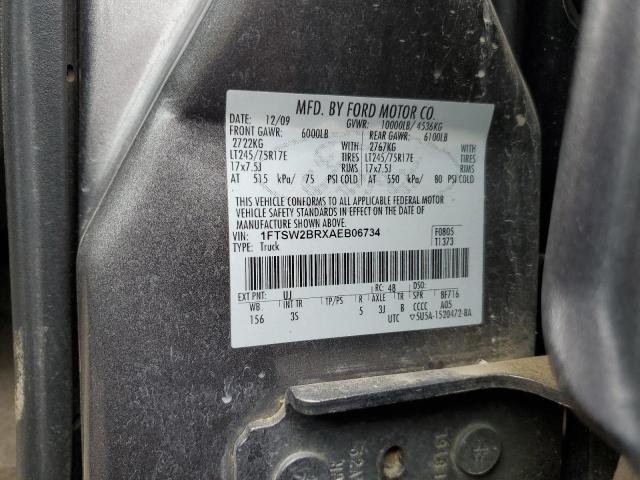 MFD. BY FORD MOTOR CO.
DATE: 12/09 GVWR: 10000LB/ 4536KG
FRONT GAWR: 6000LB REAR GAWR: 6100LB
2722KG WITH 2767KG WITH
LT245/75R17E TIRES LT245/75R17E TIRES
17x7.5J RIMS 17x7.5J RIMS
AT 515 kPa/ 75 PSI COLD AT 550 kPa/ 80 PSI COLD
THIS VEHICLE CONFORMS TO ALL APPLICABLE FEDERAL MOTOR
VEHICLE SAFETY STANDARDS IN EFFECT ON THE DATE OF
MANUFACTURE SHOWN ABOVE.
VIN: 1FTSW2BRXAEB06734 F0805
TYPE: Truck T1373
EXT PNT: UJ RC: 48 DSO:
WB INT TR TP/PS R AXLE TR SPR BF716
156 3S 5 3J B CCCC A05
UTC ▽5U5A-1520472-BA